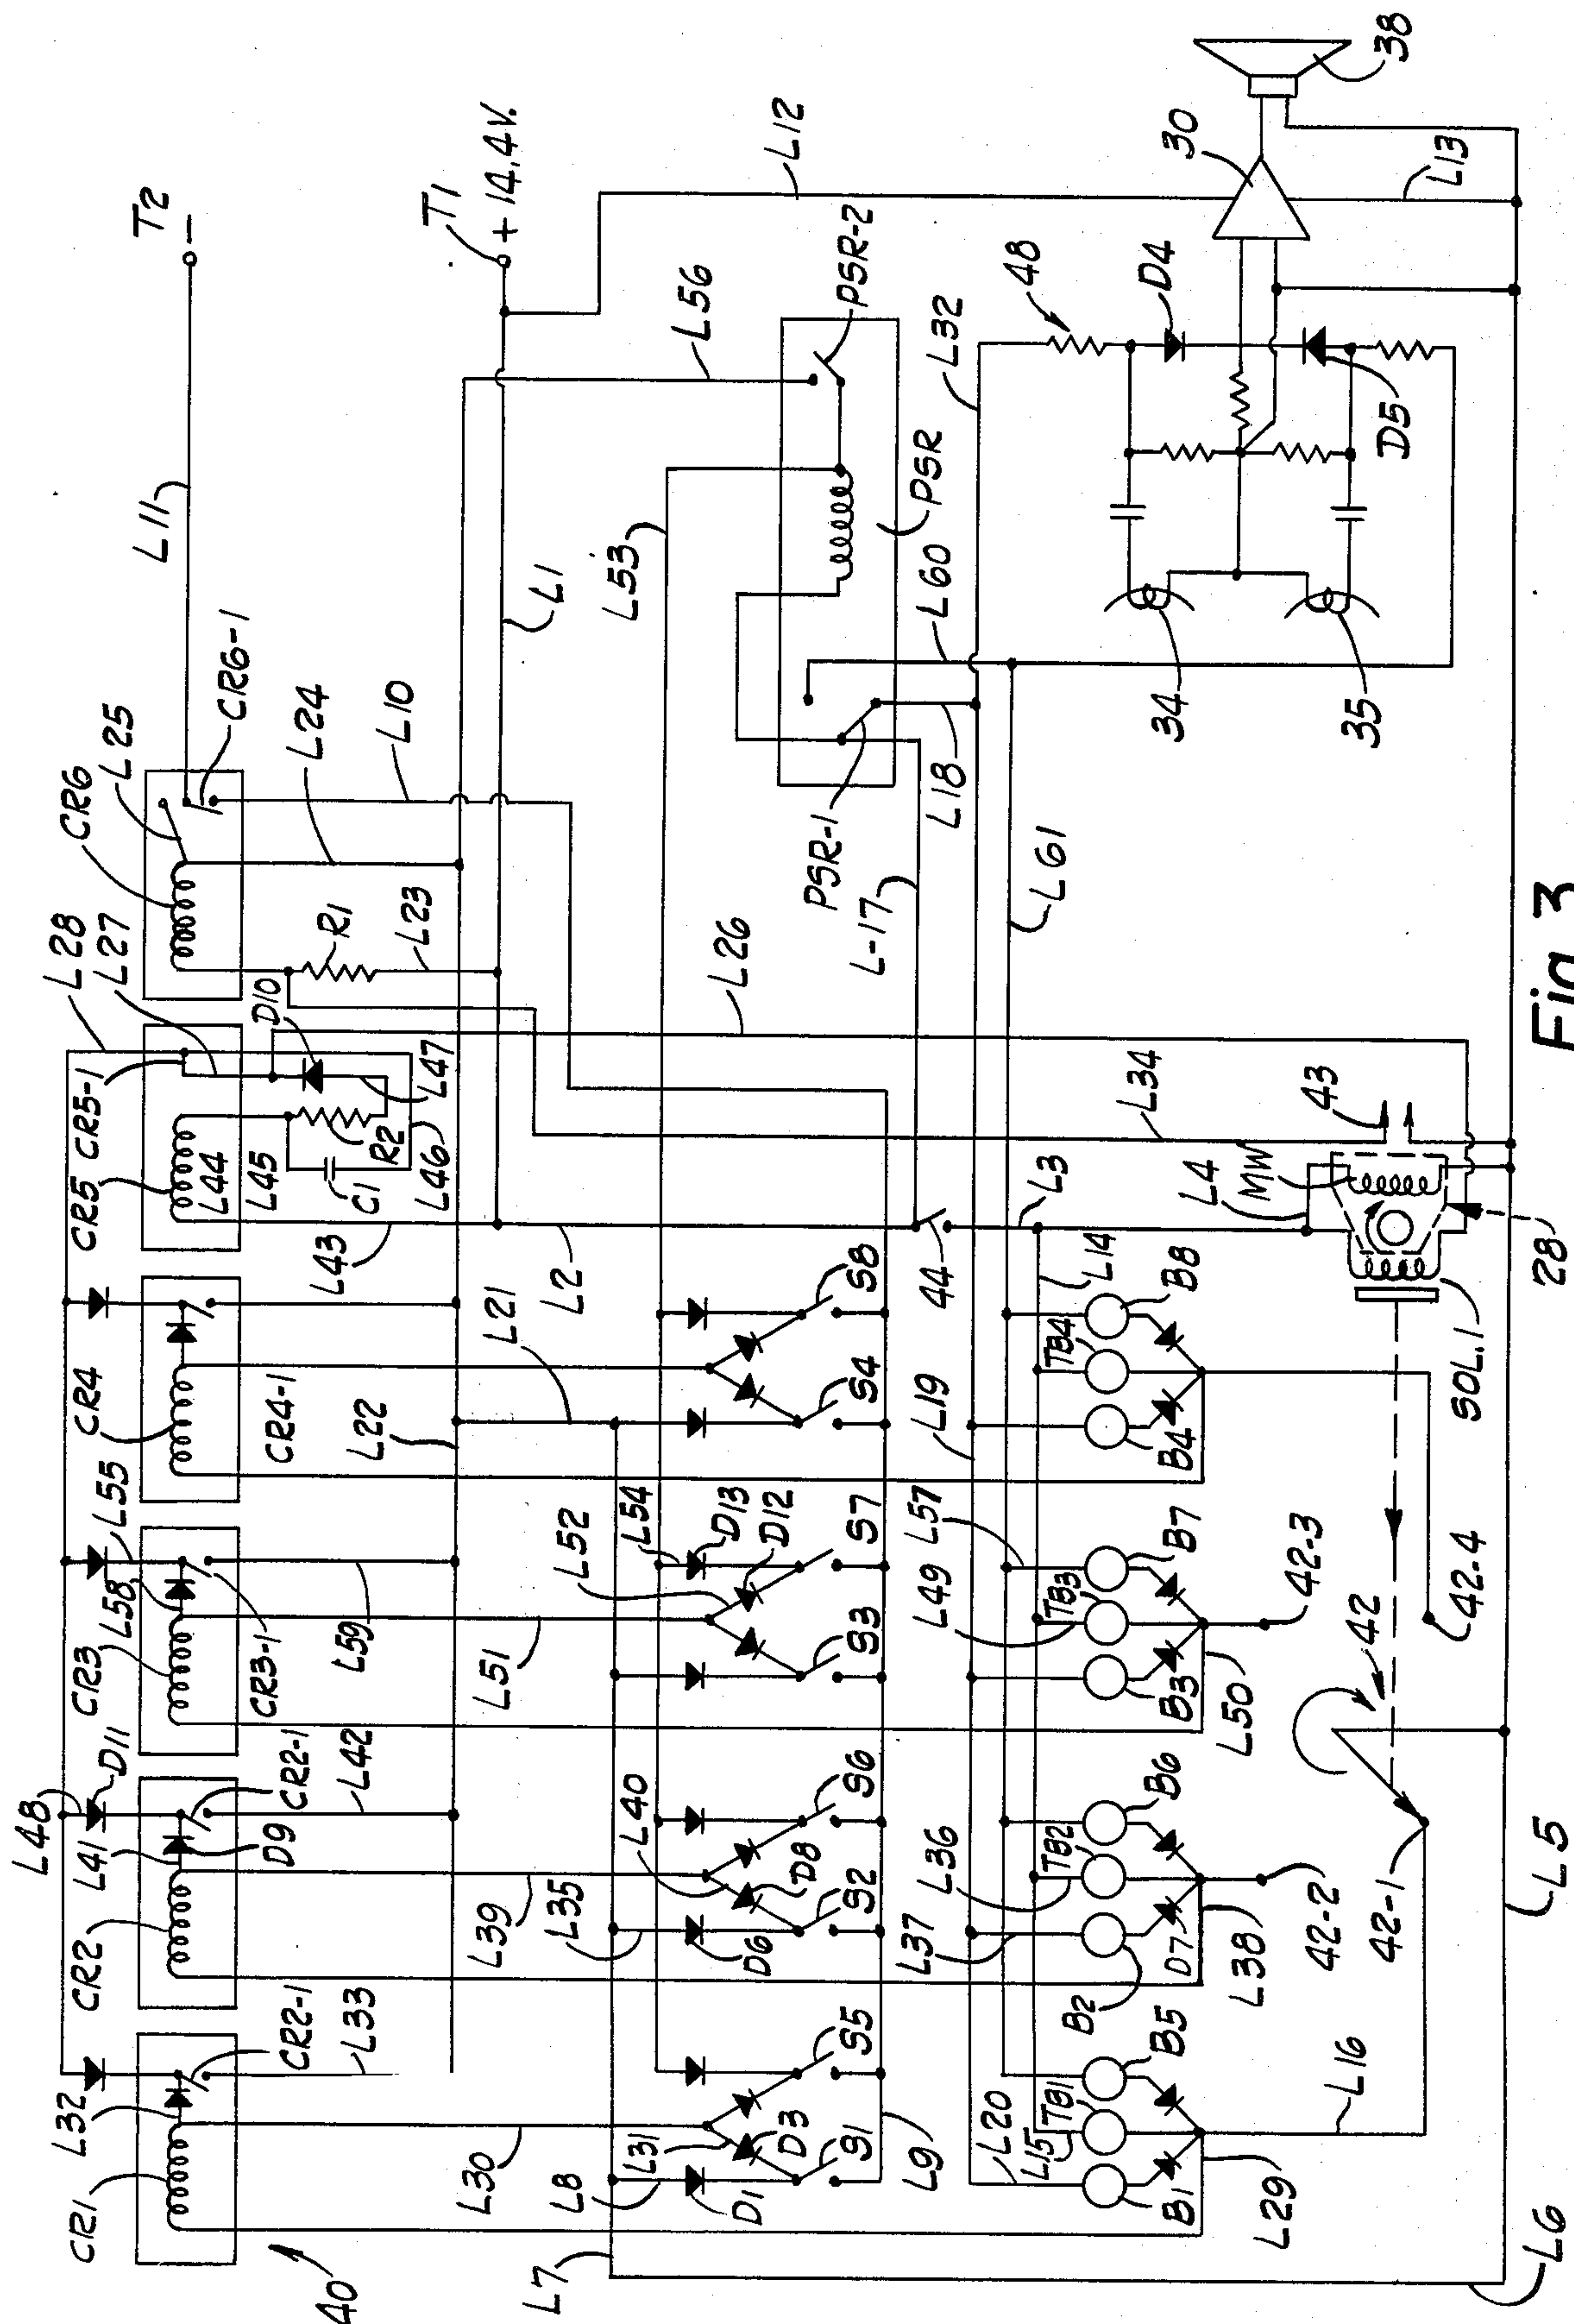 T2
−
L11
T1
+ 14.4V.
L12
38
30
L13
L56
PSR-2
48
L32
D4
D5
PSR
L53
L60
L1
CR6-1
L25
CR6
L24
L10
34
35
PSR-1
L18
L61
L-17
L28
L27
R1
L23
D10
L26
Fig. 3
CR5-1
CR5
L47
L44
L45
R2
C1
L46
L34
43
MW
L4
L3
28
L43
L2
44
L14
S8
B8
SOL.1
CR4
CR4-1
L22
L21
S4
TB4
L19
B4
L55
L58
CR3
CR3-1
L59
L51
L54
L52
D13
D12
S7
S3
L57
L49
TB3
B7
B3
L50
42-3
42-4
42
D11
L48
L41
CR2
CR2-1
D9
L42
L39
L35
L40
D8
D6
S6
S2
L36
L37
TB2
B6
B2
D7
L38
42-2
42-1
L5
L32
CR1
CR2-1
L33
L30
L31
D3
D1
L8
L7
S5
S1
L9
L20
L15
TB1
B5
B1
L29
L16
L6
40